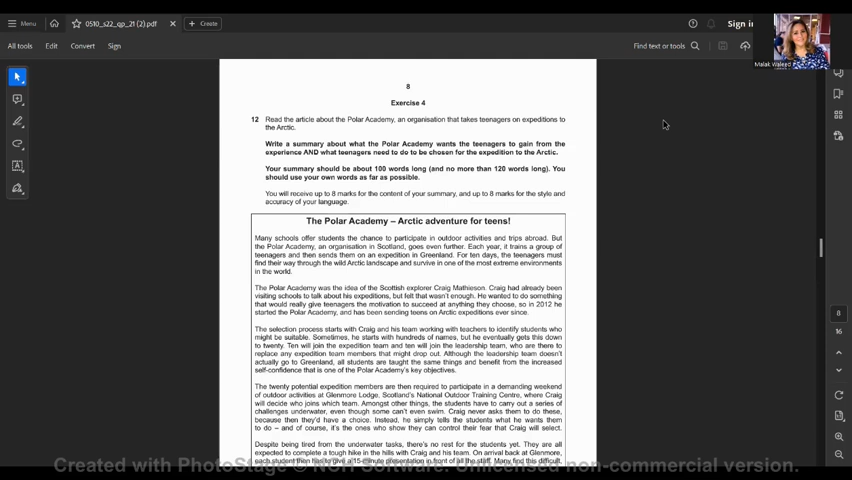 Menu
0510_s22_qp_21 (2).pdf
Create
Sign in
All tools
Edit
Convert
Sign
Find text or tools
Malak Waleed
8
Exercise 4
12 Read the article about the Polar Academy, an organisation that takes teenagers on expeditions to
the Arctic.
Write a summary about what the Polar Academy wants the teenagers to gain from the
experience AND what teenagers need to do to be chosen for the expedition to the Arctic.
Your summary should be about 100 words long (and no more than 120 words long). You
should use your own words as far as possible.
You will receive up to 8 marks for the content of your summary, and up to 8 marks for the style and
accuracy of your language.
The Polar Academy – Arctic adventure for teens!
Many schools offer students the chance to participate in outdoor activities and trips abroad. But
the Polar Academy, an organisation in Scotland, goes even further. Each year, it trains a group of
teenagers and then sends them on an expedition in Greenland. For ten days, the teenagers must
find their way through the wild Arctic landscape and survive in one of the most extreme environments
in the world.
The Polar Academy was the idea of the Scottish explorer Craig Mathieson. Craig had already been
visiting schools to talk about his expeditions, but felt that wasn't enough. He wanted to do something
that would really give teenagers the motivation to succeed at anything they choose, so in 2012 he
started the Polar Academy, and has been sending teens on Arctic expeditions ever since.
The selection process starts with Craig and his team working with teachers to identify students who
might be suitable. Sometimes, he starts with hundreds of names, but he eventually gets this down
to twenty. Ten will join the expedition team and ten will join the leadership team, who are there to
replace any expedition team members that might drop out. Although the leadership team doesn't
actually go to Greenland, all students are taught the same things and benefit from the increased
self-confidence that is one of the Polar Academy's key objectives.
The twenty potential expedition members are then required to participate in a demanding weekend
of outdoor activities at Glenmore Lodge, Scotland's National Outdoor Training Centre, where Craig
will decide who joins which team. Amongst other things, the students have to carry out a series of
challenges underwater, even though some can't even swim. Craig never asks them to do these,
because then they'd have a choice. Instead, he simply tells the students what he wants them
to do – and of course, it's the ones who show they can control their fear that Craig will select.
Despite being tired from the underwater tasks, there's no rest for the students yet. They are all
expected to complete a tough hike in the hills with Craig and his team. On arrival back at Glenmore,
each student then has to give a 15-minute presentation in front of all the staff. Many find this difficult,
8
16
Created with PhotoStage © NCH Software. Unlicensed non-commercial version.